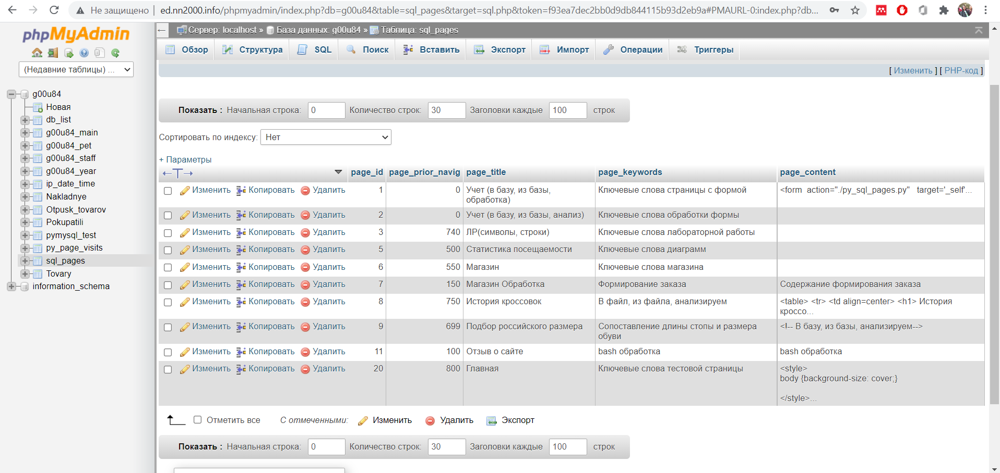 Не защищено ed.nn2000.info/phpmyadmin/index.php?db=g00u84&table=sql_pages&target=sql.php&token=f93ea7dec2bb0d9db844115b93d2eb9a#PMAURL-0:index.php?db...
phpMyAdmin
(Недавние таблицы) ...
g00u84
Новая
db_list
g00u84_main
g00u84_pet
g00u84_staff
g00u84_year
ip_date_time
Nakladnye
Otpusk_tovarov
Pokupatili
pymysql_test
py_page_visits
sql_pages
Tovary
information_schema
Сервер: localhost » База данных: g00u84 » Таблица: sql_pages
Обзор Структура SQL Поиск Вставить Экспорт Импорт Операции Триггеры
[ Изменить ] [ PHP-код ]
Показать : Начальная строка: 0 Количество строк: 30 Заголовки каждые 100 строк
Сортировать по индексу: Нет
+ Параметры
←T→ page_id page_prior_navig page_title page_keywords page_content
Изменить Копировать Удалить 1 0 Учет (в базу, из базы, Ключевые слова страницы с формой <form action="./py_sql_pages.py" target='_self'...
обработка)
Изменить Копировать Удалить 2 0 Учет (в базу, из базы, анализ) Ключевые слова обработки формы
Изменить Копировать Удалить 3 740 ЛР(символы, строки) Ключевые слова лабораторной работы
Изменить Копировать Удалить 5 500 Статистика посещаемости Ключевые слова диаграмм
Изменить Копировать Удалить 6 550 Магазин Ключевые слова магазина
Изменить Копировать Удалить 7 150 Магазин Обработка Формирование заказа Содержание формирования заказа
Изменить Копировать Удалить 8 750 История кроссовок В файл, из файла, анализируем <table> <tr> <td align=center> <h1> История
кроссо...
Изменить Копировать Удалить 9 699 Подбор российского размера Сопоставление длины стопы и размера <!-- В базу, из базы, анализируем-->
обуви
Изменить Копировать Удалить 11 100 Отзыв о сайте bash обработка bash обработка
Изменить Копировать Удалить 20 800 Главная Ключевые слова тестовой страницы <style>
body {background-size: cover;}
</style>...
Отметить все С отмеченными: Изменить Удалить Экспорт
Показать : Начальная строка: 0 Количество строк: 30 Заголовки каждые 100 строк